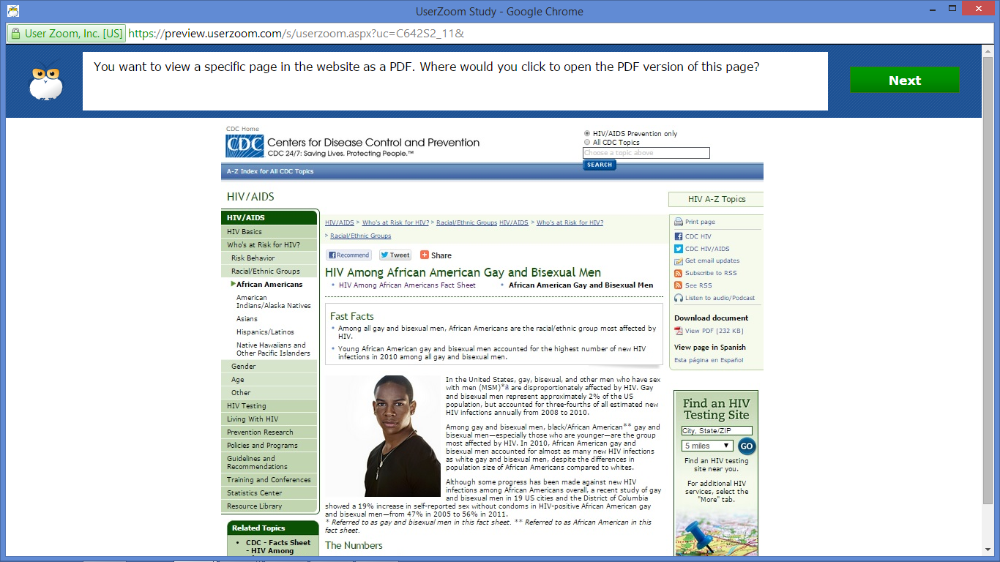 UserZoom Study - Google Chrome
User Zoom, Inc. [US] https://preview.userzoom.com/s/userzoom.aspx?uc=C642S2_11&
You want to view a specific page in the website as a PDF. Where would you click to open the PDF version of this page?
Next
CDC Home
CDC
Centers for Disease Control and Prevention
CDC 24/7: Saving Lives. Protecting People.™
HIV/AIDS Prevention only
All CDC Topics
Choose a topic above
SEARCH
A-Z Index for All CDC Topics
HIV/AIDS
HIV/AIDS
HIV Basics
Who's at Risk for HIV?
Risk Behavior
Racial/Ethnic Groups
African Americans
American
Indians/Alaska Natives
Asians
Hispanics/Latinos
Native Hawaiians and
Other Pacific Islanders
Gender
Age
Other
HIV Testing
Living With HIV
Prevention Research
Policies and Programs
Guidelines and
Recommendations
Training and Conferences
Statistics Center
Resource Library
Related Topics
• CDC - Facts Sheet
- HIV Among
HIV/AIDS > Who's at Risk for HIV? > Racial/Ethnic Groups HIV/AIDS > Who's at Risk for HIV?
> Racial/Ethnic Groups
Recommend Tweet Share
HIV Among African American Gay and Bisexual Men
• HIV Among African Americans Fact Sheet • African American Gay and Bisexual Men
Fast Facts
• Among all gay and bisexual men, African Americans are the racial/ethnic group most affected by
HIV.
• Young African American gay and bisexual men accounted for the highest number of new HIV
infections in 2010 among all gay and bisexual men.
In the United States, gay, bisexual, and other men who have sex
with men (MSM)*a are disproportionately affected by HIV. Gay
and bisexual men represent approximately 2% of the US
population, but accounted for three-fourths of all estimated new
HIV infections annually from 2008 to 2010.
Among gay and bisexual men, black/African American** gay and
bisexual men—especially those who are younger—are the group
most affected by HIV. In 2010, African American gay and
bisexual men accounted for almost as many new HIV infections
as white gay and bisexual men, despite the differences in
population size of African Americans compared to whites.
Although some progress has been made against new HIV
infections among African Americans overall, a recent study of gay
and bisexual men in 19 US cities and the District of Columbia
showed a 19% increase in self-reported sex without condoms in HIV-positive African American gay
and bisexual men—from 47% in 2005 to 56% in 2011.
* Referred to as gay and bisexual men in this fact sheet. ** Referred to as African American in this
fact sheet.
The Numbers
HIV A-Z Topics
Print page
CDC HIV
CDC HIV/AIDS
Get email updates
Subscribe to RSS
See RSS
Listen to audio/Podcast
Download document
View PDF [232 KB]
View page in Spanish
Esta página en Español
Find an HIV
Testing Site
City, State/ZIP
5 miles GO
Find an HIV testing
site near you.
For additional HIV
services, select the
"More" tab.